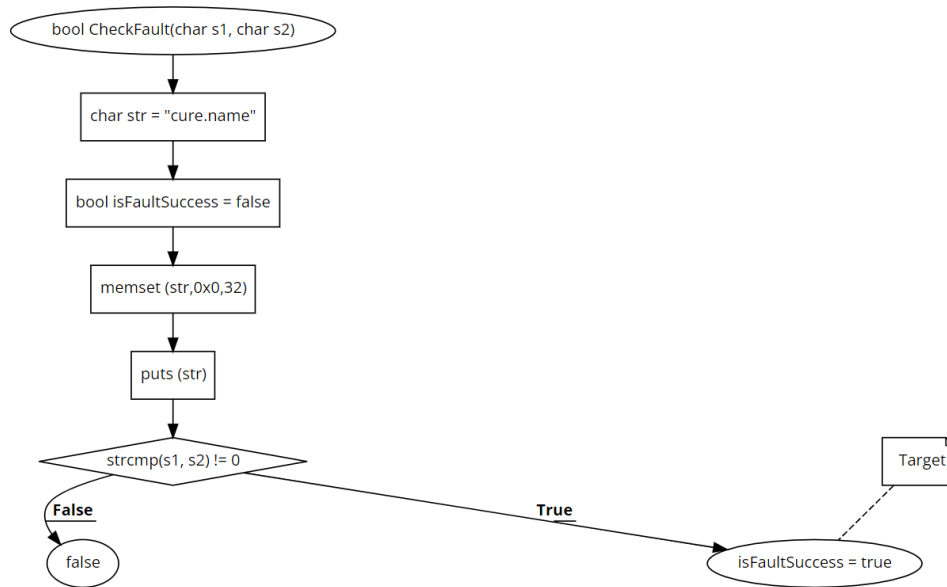 bool CheckFault(char s1, char s2)
char str = "cure.name"
bool isFaultSuccess = false
memset (str,0x0,32)
puts (str)
strcmp(s1, s2) != 0
Target
False
True
false
isFaultSuccess = true